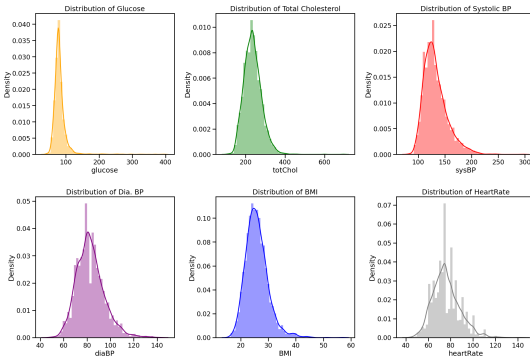 Distribution of Glucose
Density
0.040
0.035
0.030
0.025
0.020
0.015
0.010
0.005
0.000
100 200 300 400
glucose
Distribution of Total Cholesterol
Density
0.010
0.008
0.006
0.004
0.002
0.000
200 400 600
totChol
Distribution of Systolic BP
Density
0.025
0.020
0.015
0.010
0.005
0.000
100 150 200 250 300
sysBP
Distribution of Dia. BP
Density
0.05
0.04
0.03
0.02
0.01
0.00
40 60 80 100 120 140
diaBP
Distribution of BMI
Density
0.10
0.08
0.06
0.04
0.02
0.00
20 30 40 50 60
BMI
Distribution of HeartRate
Density
0.07
0.06
0.05
0.04
0.03
0.02
0.01
0.00
40 60 80 100 120 140
heartRate